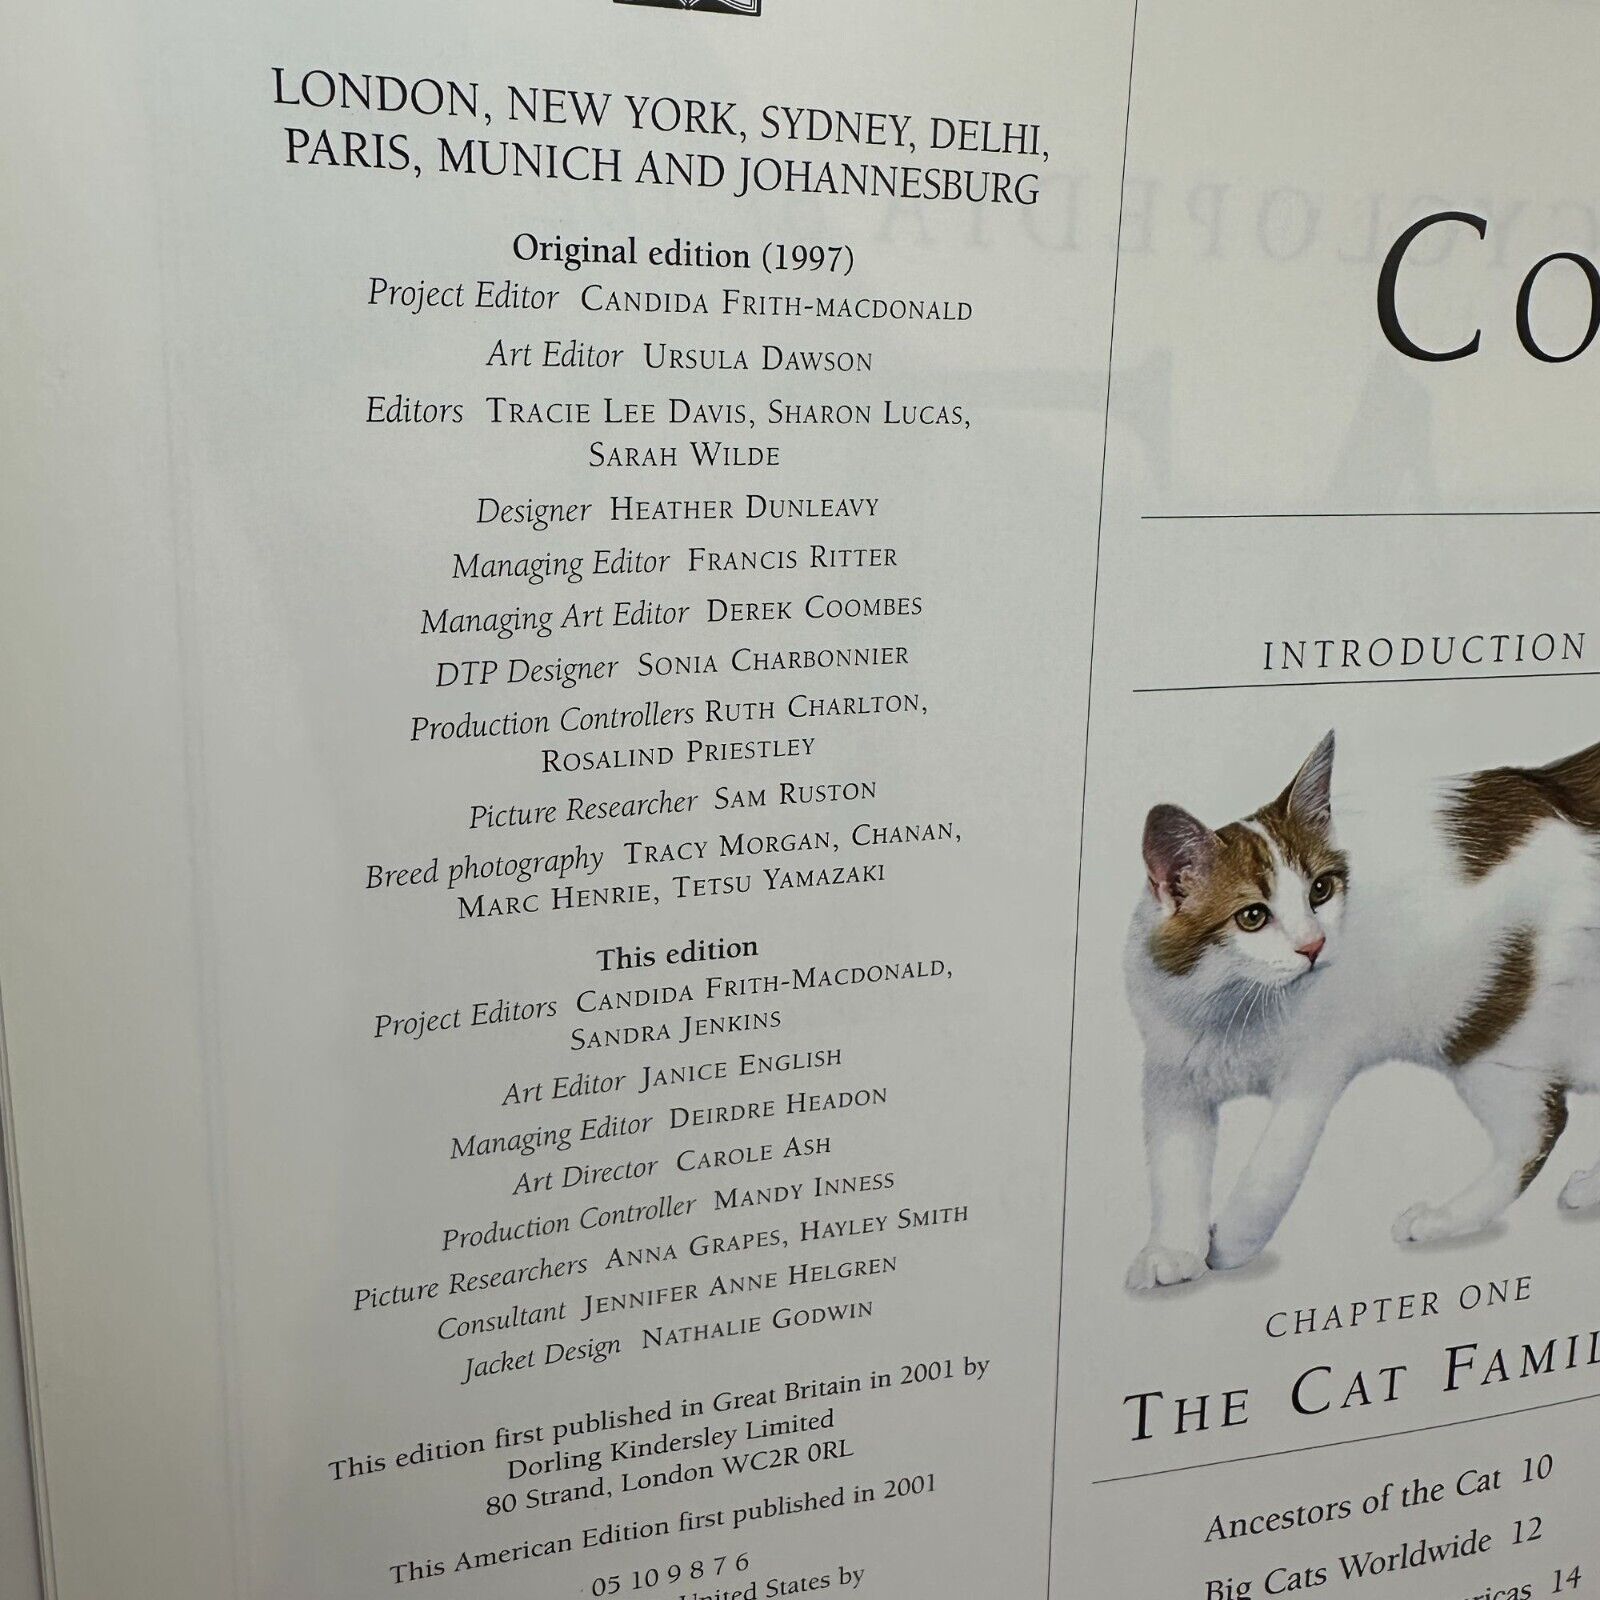 LONDON, NEW YORK, SYDNEY, DELHI,
PARIS, MUNICH AND JOHANNESBURG
Original edition (1997)
Project Editor CANDIDA FRITH-MACDONALD
Art Editor URSULA DAWSON
Editors TRACIE LEE DAVIS, SHARON LUCAS,
SARAH WILDE
Designer HEATHER DUNLEAVY
Managing Editor FRANCIS RITTER
Managing Art Editor DEREK COOMBES
DTP Designer SONIA CHARBONNIER
Production Controllers RUTH CHARLTON,
ROSALIND PRIESTLEY
Picture Researcher SAM RUSTON
Breed photography TRACY MORGAN, CHANAN,
MARC HENRIE, TETSU YAMAZAKI
This edition
Project Editors CANDIDA FRITH-MACDONALD,
SANDRA JENKINS
Art Editor JANICE ENGLISH
Managing Editor DEIRDRE HEADON
Art Director CAROLE ASH
Production Controller MANDY INNESS
Picture Researchers ANNA GRAPES, HAYLEY SMITH
Consultant JENNIFER ANNE HELGREN
Jacket Design NATHALIE GODWIN
This edition first published in Great Britain in 2001 by
Dorling Kindersley Limited
80 Strand, London WC2R 0RL
This American Edition first published in 2001
05 10 9 8 7 6
United States by
CO
INTRODUCTION
CHAPTER ONE
THE CAT FAMIL
Ancestors of the Cat 10
Big Cats Worldwide 12
ricas 14